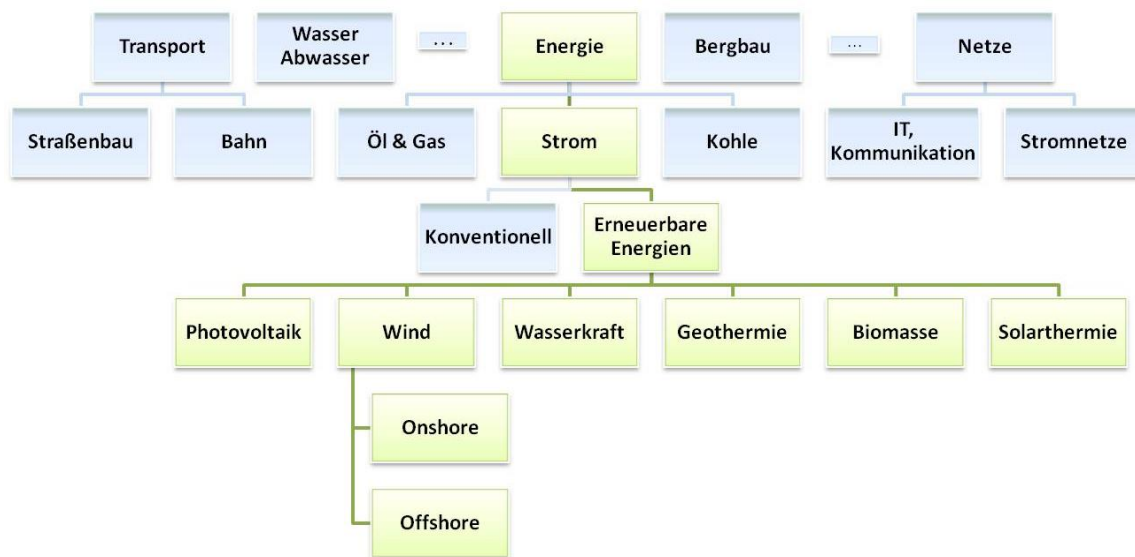 Transport
Wasser
Abwasser
...
Energie
Bergbau
...
Netze
Straßenbau
Bahn
Öl & Gas
Strom
Kohle
IT,
Kommunikation
Stromnetze
Konventionell
Erneuerbare
Energien
Photovoltaik
Wind
Wasserkraft
Geothermie
Biomasse
Solarthermie
Onshore
Offshore